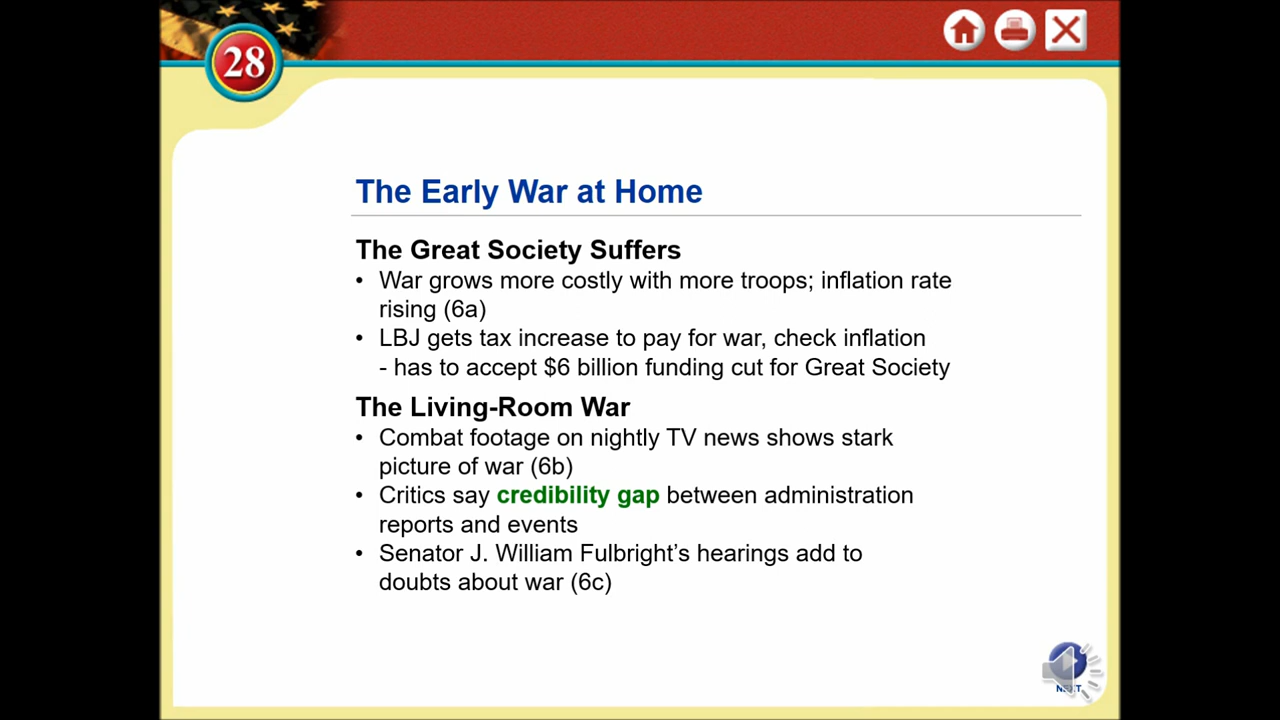 28
The Early War at Home
The Great Society Suffers
• War grows more costly with more troops; inflation rate
rising (6a)
• LBJ gets tax increase to pay for war, check inflation
- has to accept $6 billion funding cut for Great Society
The Living-Room War
• Combat footage on nightly TV news shows stark
picture of war (6b)
• Critics say credibility gap between administration
reports and events
• Senator J. William Fulbright’s hearings add to
doubts about war (6c)
NEXT